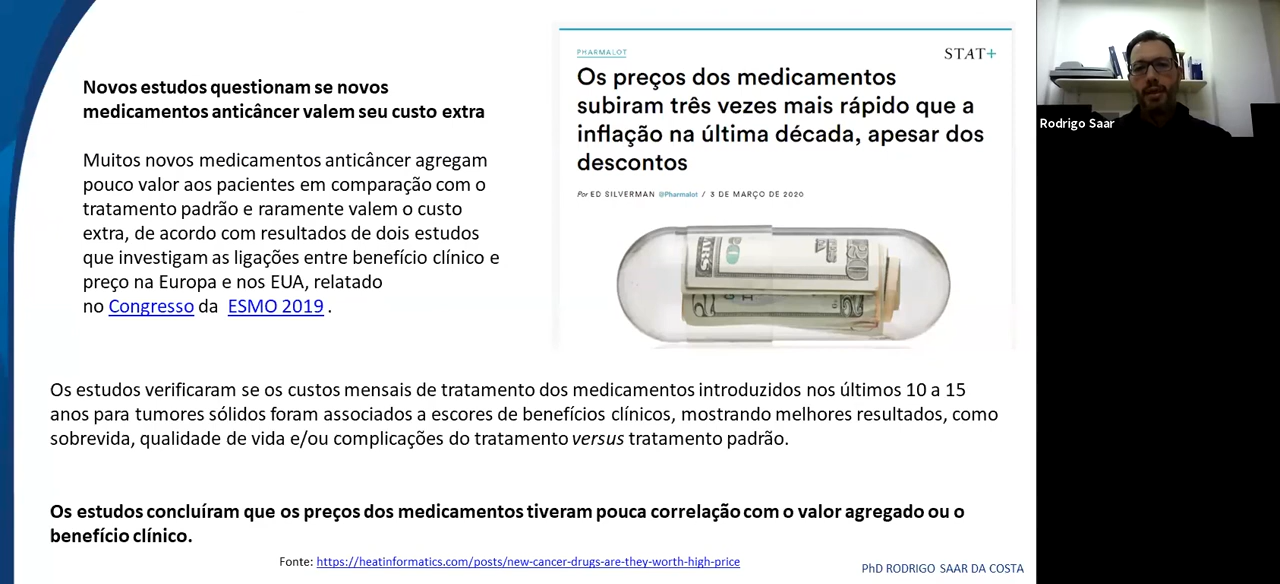 Novos estudos questionam se novos
medicamentos anticâncer valem seu custo extra
Muitos novos medicamentos anticâncer agregam
pouco valor aos pacientes em comparação com o
tratamento padrão e raramente valem o custo
extra, de acordo com resultados de dois estudos
que investigam as ligações entre benefício clínico e
preço na Europa e nos EUA, relatado
no Congresso da ESMO 2019 .
PHARMALOT
STAT+
Os preços dos medicamentos
subiram três vezes mais rápido que a
inflação na última década, apesar dos
descontos
Por ED SILVERMAN @Pharmalot / 3 DE MARÇO DE 2020
Rodrigo Saar
Os estudos verificaram se os custos mensais de tratamento dos medicamentos introduzidos nos últimos 10 a 15
anos para tumores sólidos foram associados a escores de benefícios clínicos, mostrando melhores resultados, como
sobrevida, qualidade de vida e/ou complicações do tratamento versus tratamento padrão.
Os estudos concluíram que os preços dos medicamentos tiveram pouca correlação com o valor agregado ou o
benefício clínico.
Fonte: https://heatinformatics.com/posts/new-cancer-drugs-are-they-worth-high-price
PhD RODRIGO SAAR DA COSTA